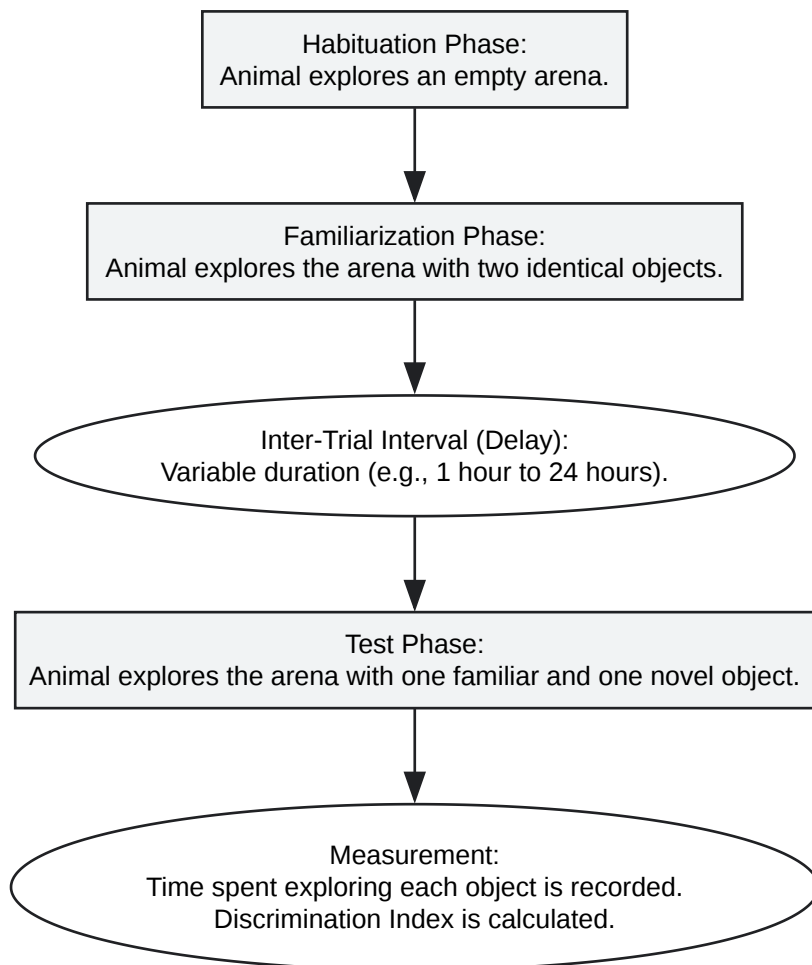 Habituation Phase:
Animal explores an empty arena.
Familiarization Phase:
Animal explores the arena with two identical objects.
Inter-Trial Interval (Delay):
Variable duration (e.g., 1 hour to 24 hours).
Test Phase:
Animal explores the arena with one familiar and one novel object.
Measurement:
Time spent exploring each object is recorded.
Discrimination Index is calculated.